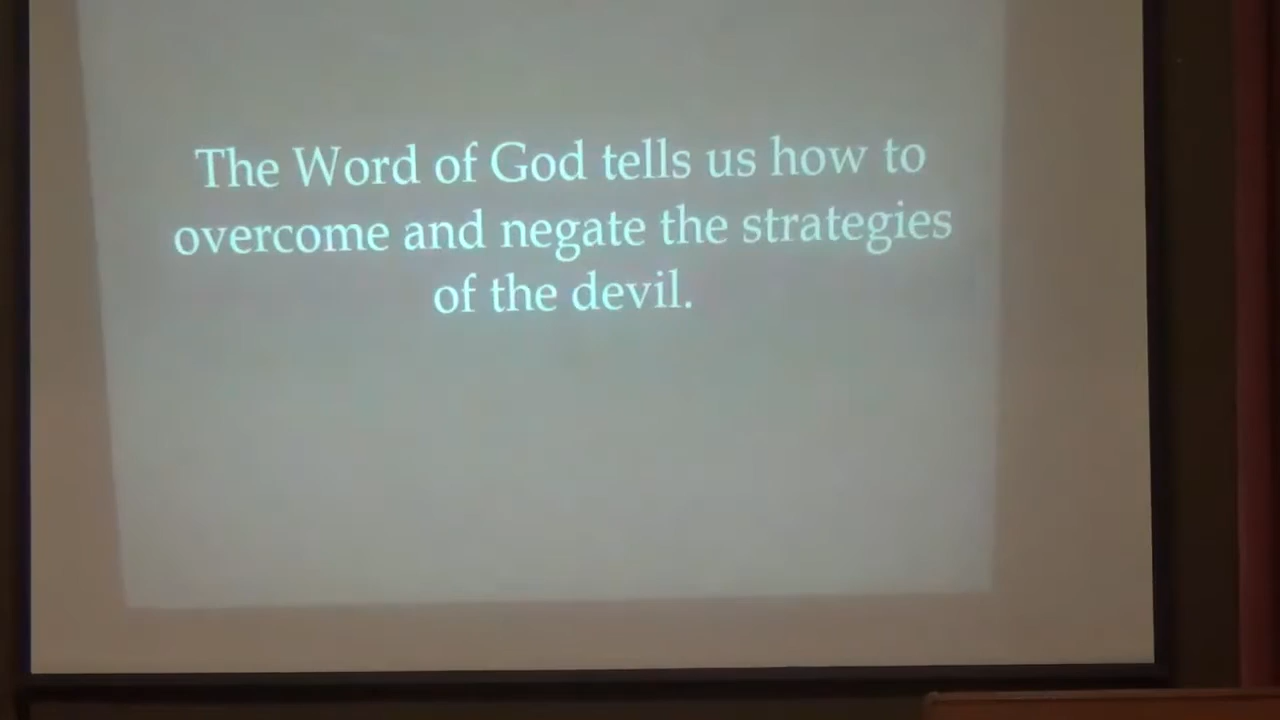 The Word of God tells us how to
overcome and negate the strategies
of the devil.